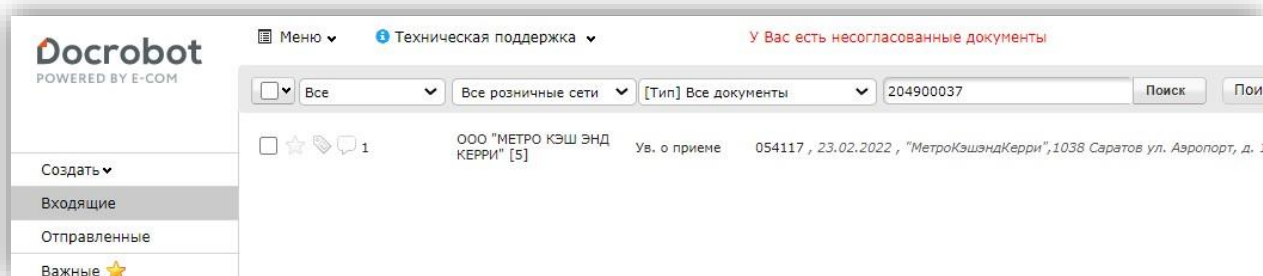 Docrobot
POWERED BY E-COM
Меню
Техническая поддержка
У Вас есть несогласованные документы
Все
Все розничные сети
[Тип] Все документы
204900037
Поиск
Пои
1
ООО "МЕТРО КЭШ ЭНД
КЕРРИ" [5]
Ув. о приеме
054117 , 23.02.2022 , "МетроКэшэндКерри",1038 Саратов ул. Аэропорт, д.
Создать
Входящие
Отправленные
Важные